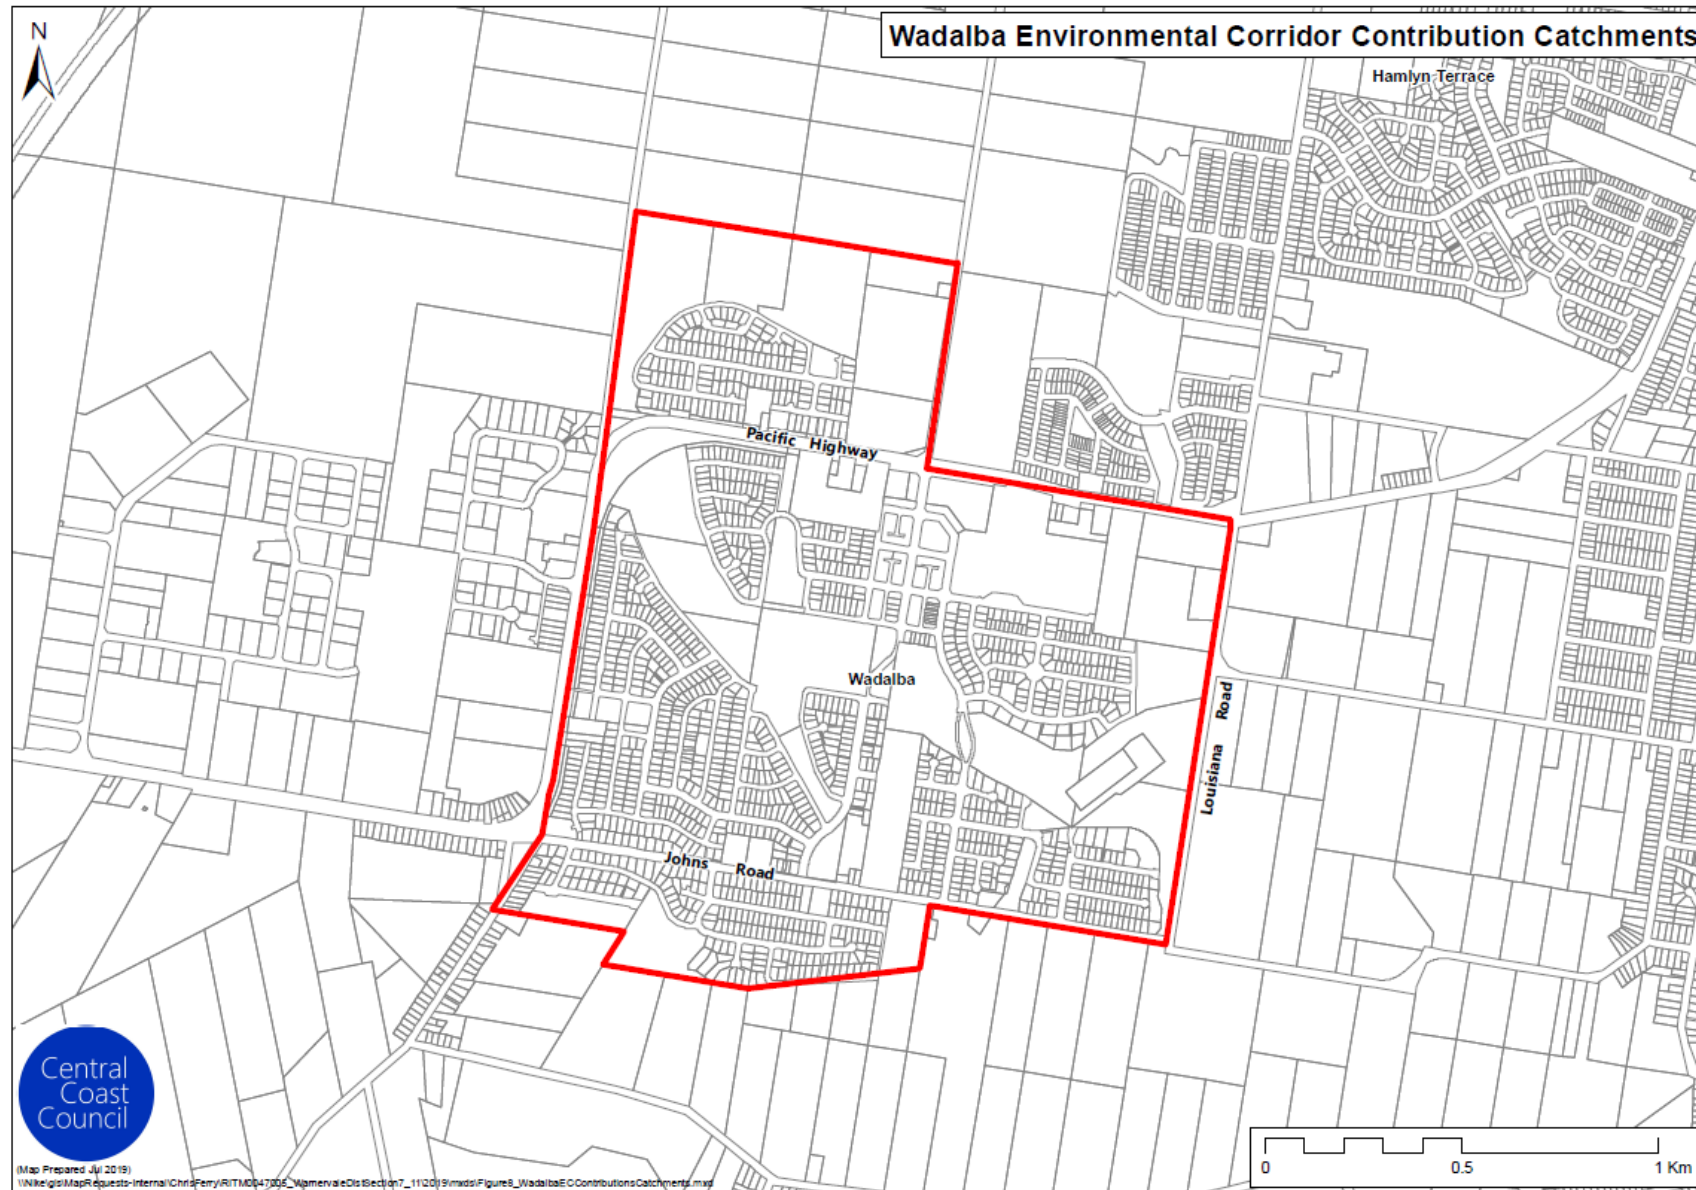 Wadalba Environmental Corridor Contribution Catchments
N
Hamlyn Terrace
Pacific Highway
Wadalba
Louisiana Road
Johns Road
Central
Coast
Council
(Map Prepared Jul 2019)
0 0.5 1 Km